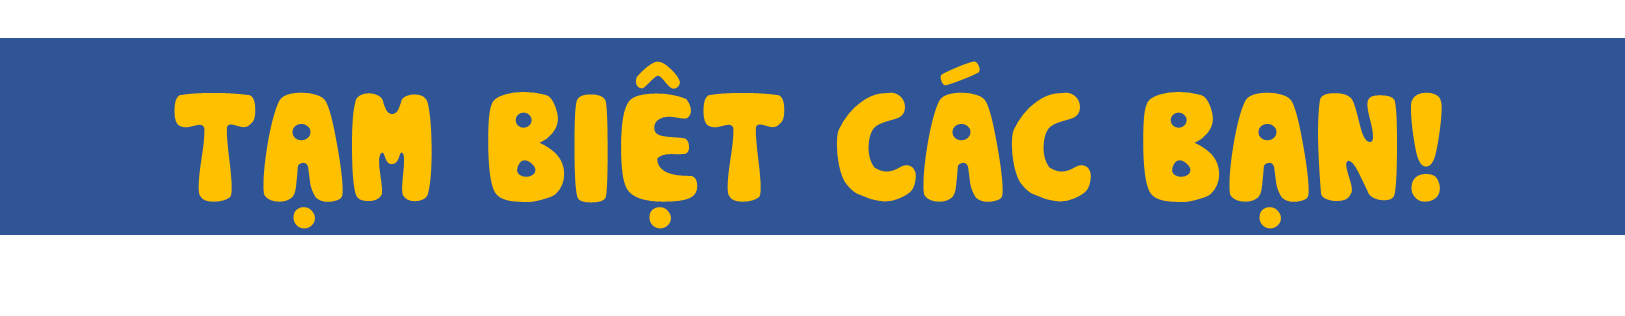 TẠM BIỆT CÁC BẠN!